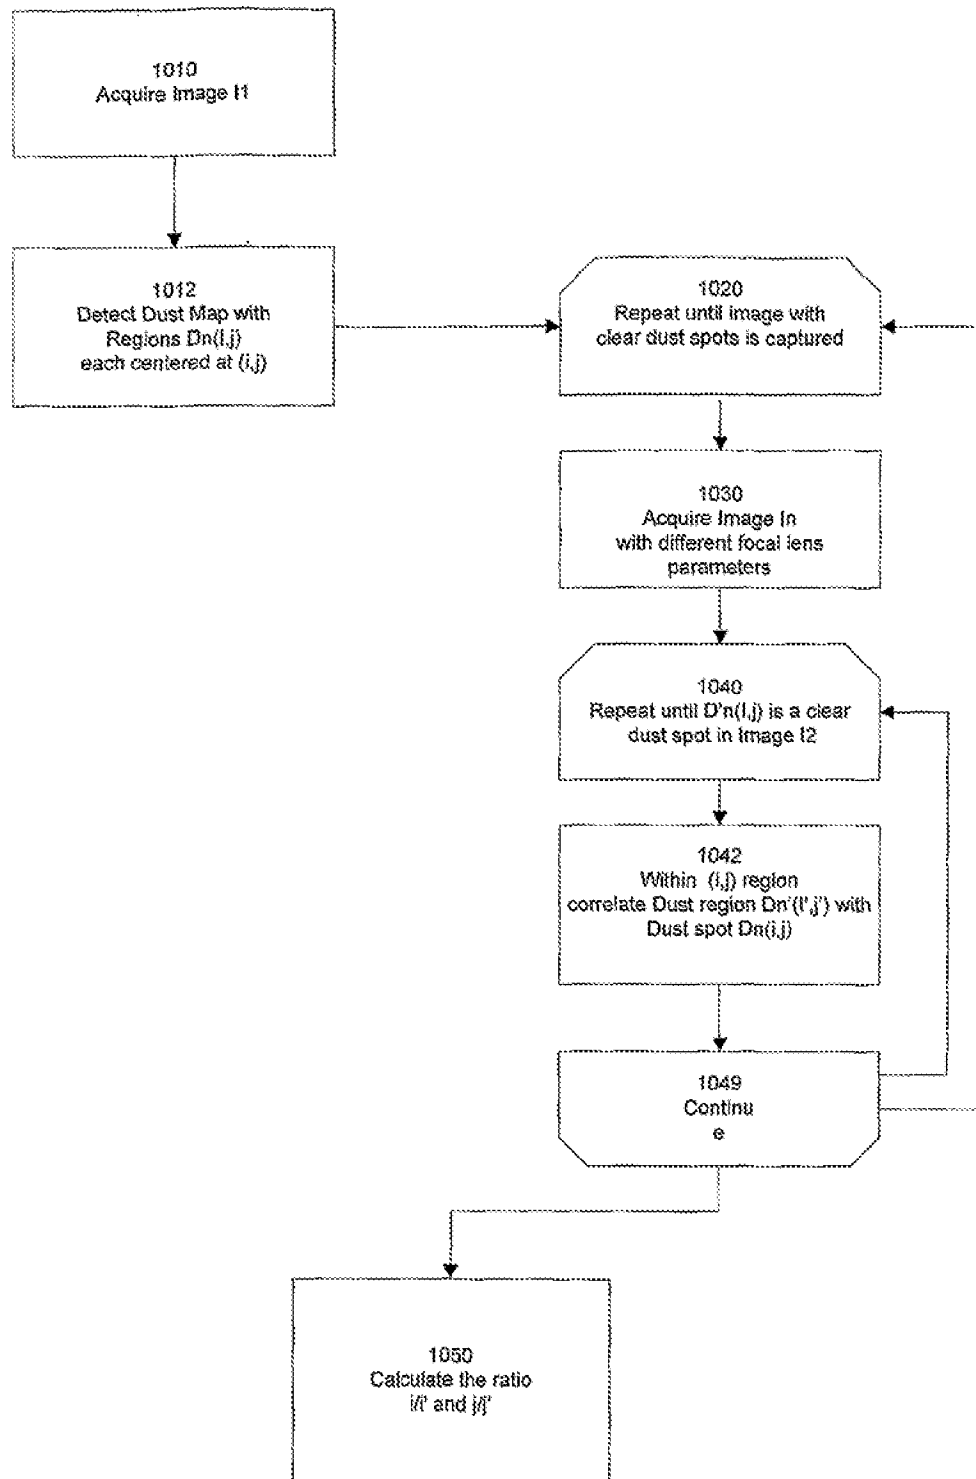 1010
Acquire Image I1
1012
Detect Dust Map with
Regions Dn(I,j)
each centered at (i,j)
1020
Repeat until image with
clear dust spots is captured
1030
Acquire Image In
with different focal lens
parameters
1040
Repeat until D'n(I,j) is a clear
dust spot in Image I2
1042
Within (i,j) region
correlate Dust region Dn'(I',j') with
Dust spot Dn(i,j)
1049
Continu
e
1050
Calculate the ratio
i/i' and j/j'